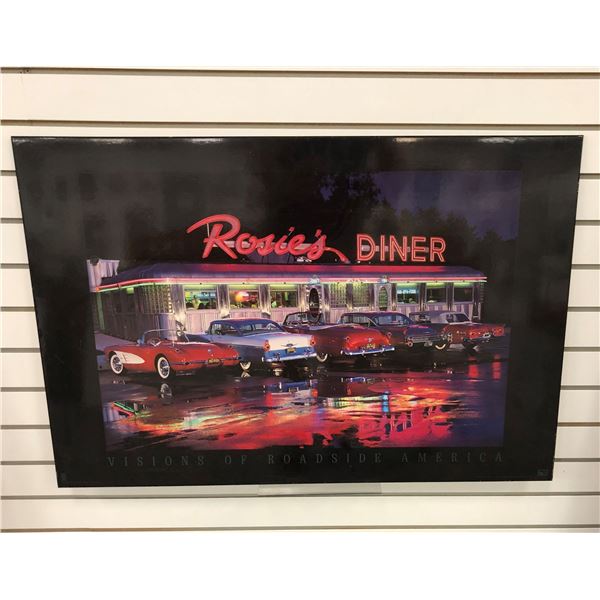 Rosie's DINER
VISIONS OF ROADSIDE AMERICA